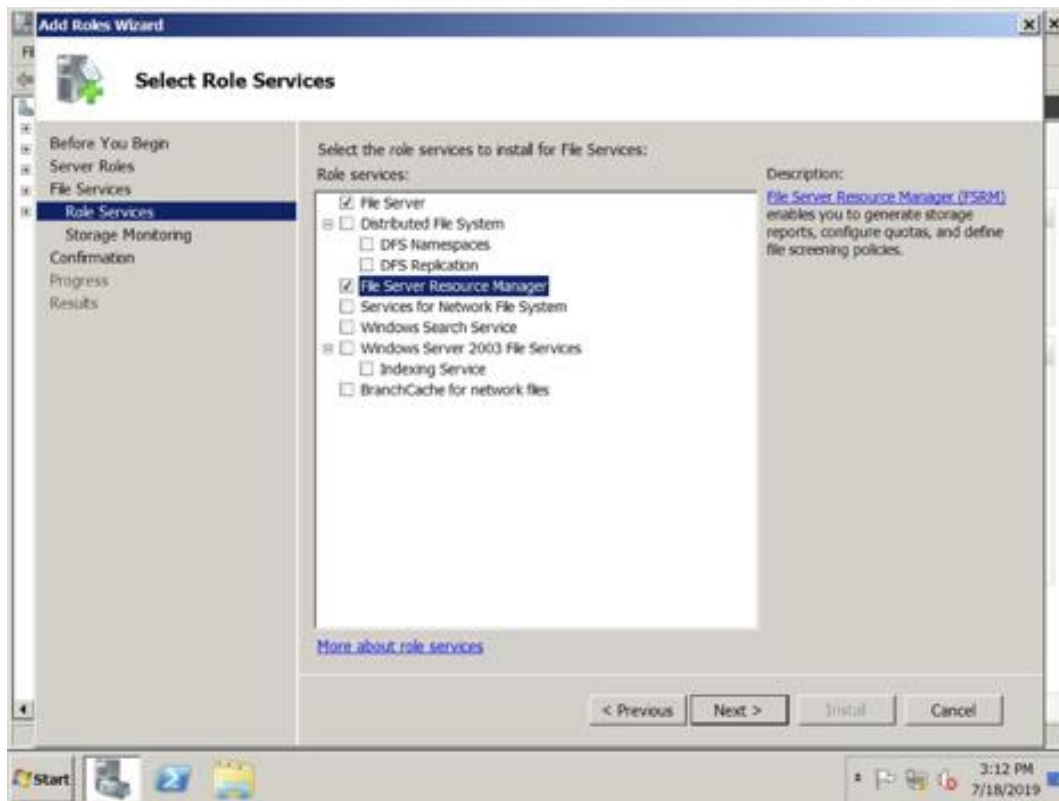 Add Roles Wizard
Select Role Services
Before You Begin
Server Roles
File Services
Role Services
Storage Monitoring
Confirmation
Progress
Results
Select the role services to install for File Services:
Role services:
File Server
Distributed File System
DFS Namespaces
DFS Replication
File Server Resource Manager
Services for Network File System
Windows Search Service
Windows Server 2003 File Services
Indexing Service
BranchCache for network files
More about role services
Description:
File Server Resource Manager (FSRM)
enables you to generate storage
reports, configure quotas, and define
file screening policies.
< Previous
Next >
Install
Cancel
Start
3:12 PM
7/18/2019